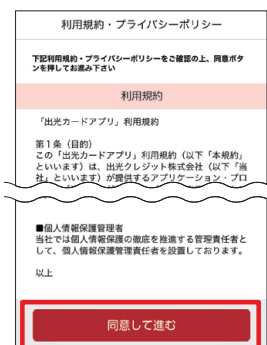 利用規約・プライバシーポリシー
下記利用規約・プライバシーポリシーをご確認の上、同意ボタ
ンを押してお進み下さい
利用規約
「出光カードアプリ」利用規約
第1条（目的）
この「出光カードアプリ」利用規約（以下「本規約」
といいます）は、出光クレジット株式会社（以下「当
社」といいます）が提供するアプリケーション・プロ
■個人情報保護管理者
当社では個人情報保護の徹底を推進する管理責任者と
して、個人情報保護管理責任者を設置しております。
以上
同意して進む